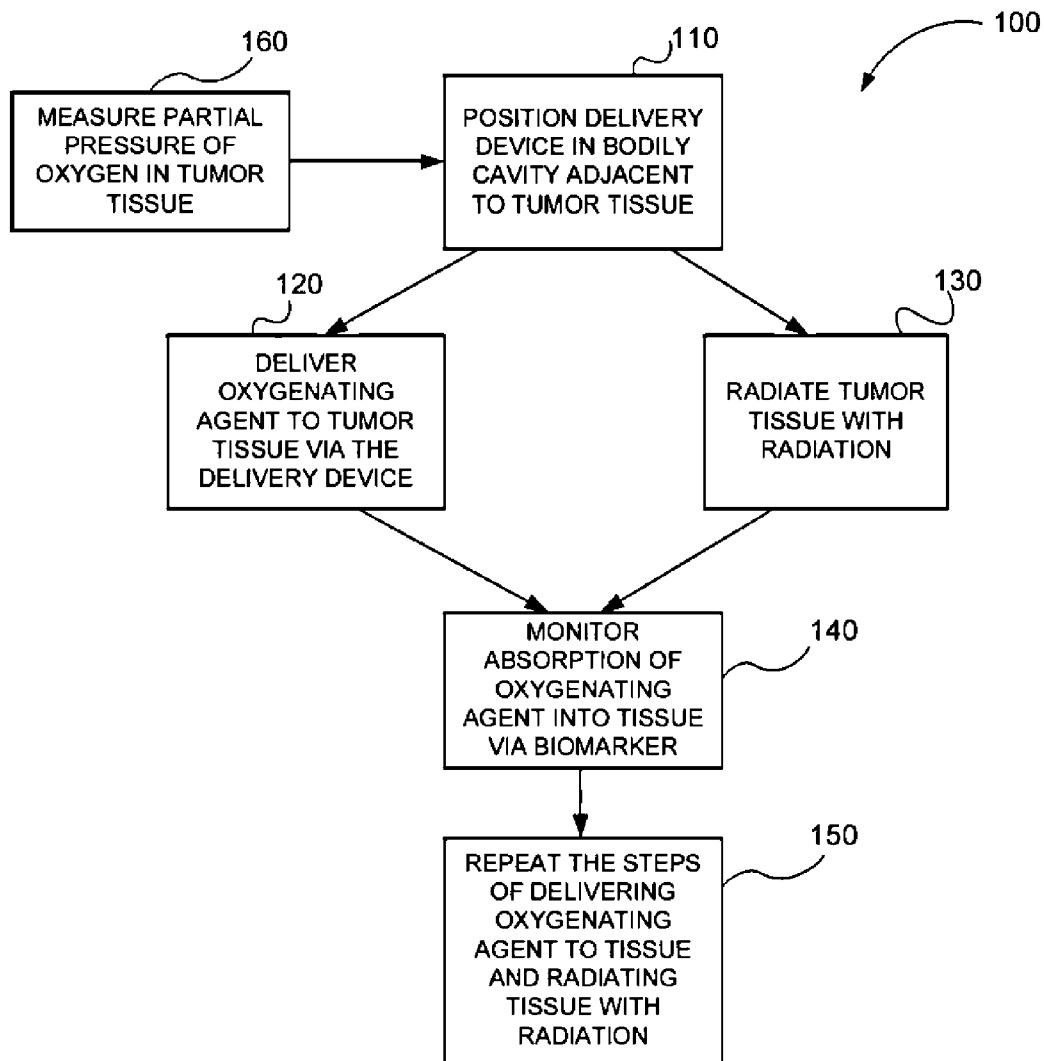 100
160
MEASURE PARTIAL
PRESSURE OF
OXYGEN IN TUMOR
TISSUE
110
POSITION DELIVERY
DEVICE IN BODILY
CAVITY ADJACENT
TO TUMOR TISSUE
120
DELIVER
OXYGENATING
AGENT TO TUMOR
TISSUE VIA THE
DELIVERY DEVICE
130
RADIATE TUMOR
TISSUE WITH
RADIATION
140
MONITOR
ABSORPTION OF
OXYGENATING
AGENT INTO TISSUE
VIA BIOMARKER
150
REPEAT THE STEPS
OF DELIVERING
OXYGENATING
AGENT TO TISSUE
AND RADIATING
TISSUE WITH
RADIATION